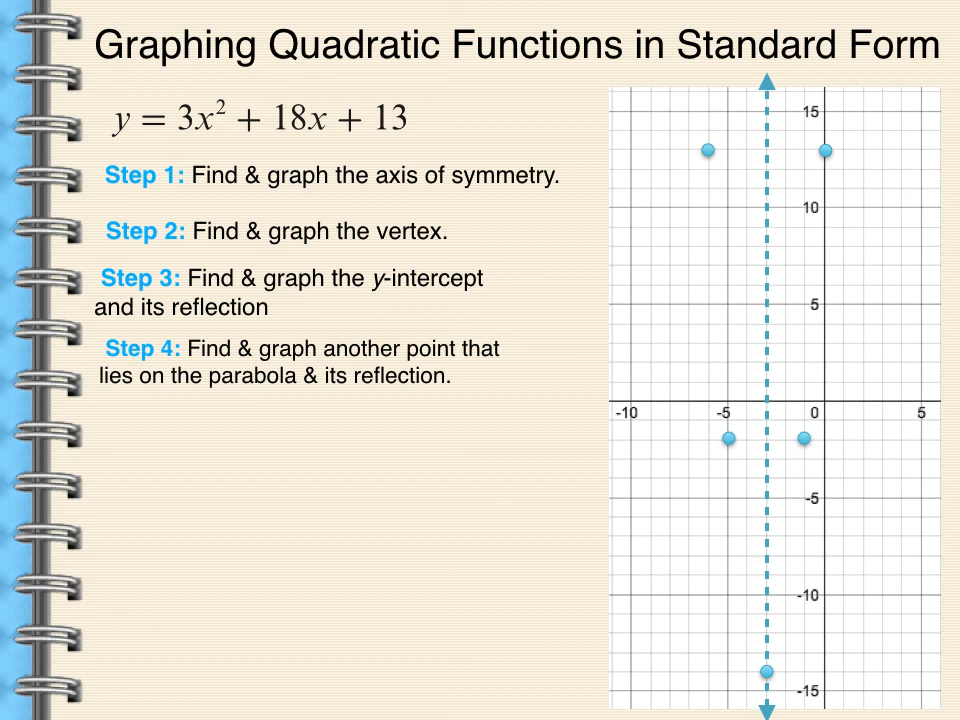 Graphing Quadratic Functions in Standard Form
y = 3x² + 18x + 13
Step 1: Find & graph the axis of symmetry.
Step 2: Find & graph the vertex.
Step 3: Find & graph the y-intercept
and its reflection
Step 4: Find & graph another point that
lies on the parabola & its reflection.
15
10
5
-10 -5 0 5
-5
-10
-15